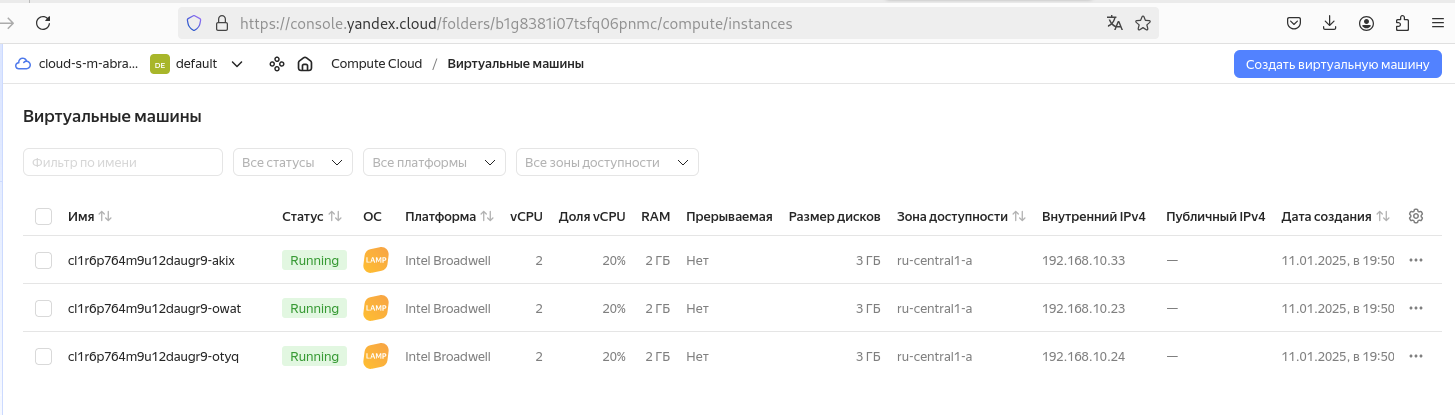 https://console.yandex.cloud/folders/b1g8381i07tsfq06pnmc/compute/instances
cloud-s-m-abra... DE default Compute Cloud / Виртуальные машины Создать виртуальную машину
Виртуальные машины
Фильтр по имени Все статусы Все платформы Все зоны доступности
Имя Статус ОС Платформа vCPU Доля vCPU RAM Прерываемая Размер дисков Зона доступности Внутренний IPv4 Публичный IPv4 Дата создания
cl1r6p764m9u12daugr9-akix Running LAMP Intel Broadwell 2 20% 2 ГБ Нет 3 ГБ ru-central1-a 192.168.10.33 — 11.01.2025, в 19:50
cl1r6p764m9u12daugr9-owat Running LAMP Intel Broadwell 2 20% 2 ГБ Нет 3 ГБ ru-central1-a 192.168.10.23 — 11.01.2025, в 19:50
cl1r6p764m9u12daugr9-otyq Running LAMP Intel Broadwell 2 20% 2 ГБ Нет 3 ГБ ru-central1-a 192.168.10.24 — 11.01.2025, в 19:50